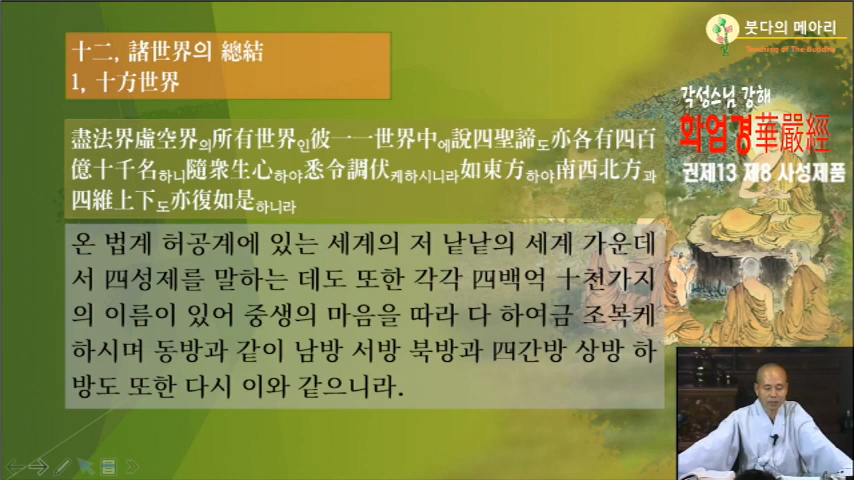 붓다의 메아리
Teaching of The Buddha
十二, 諸世界의 總結
1, 十方世界
각성스님 강해
화엄경華嚴經
권제13 제8 사성제품
盡法界虛空界의所有世界인彼一一世界中에說四聖諦도亦各有四百
億十千名하니隨衆生心하야悉令調伏케하시니라如東方하야南西北方과
四維上下도亦復如是하니라
온 법계 허공계에 있는 세계의 저 낱낱의 세계 가운데
서 四성제를 말하는 데도 또한 각각 四백억 十천가지
의 이름이 있어 중생의 마음을 따라 다 하여금 조복케
하시며 동방과 같이 남방 서방 북방과 四간방 상방 하
방도 또한 다시 이와 같으니라.